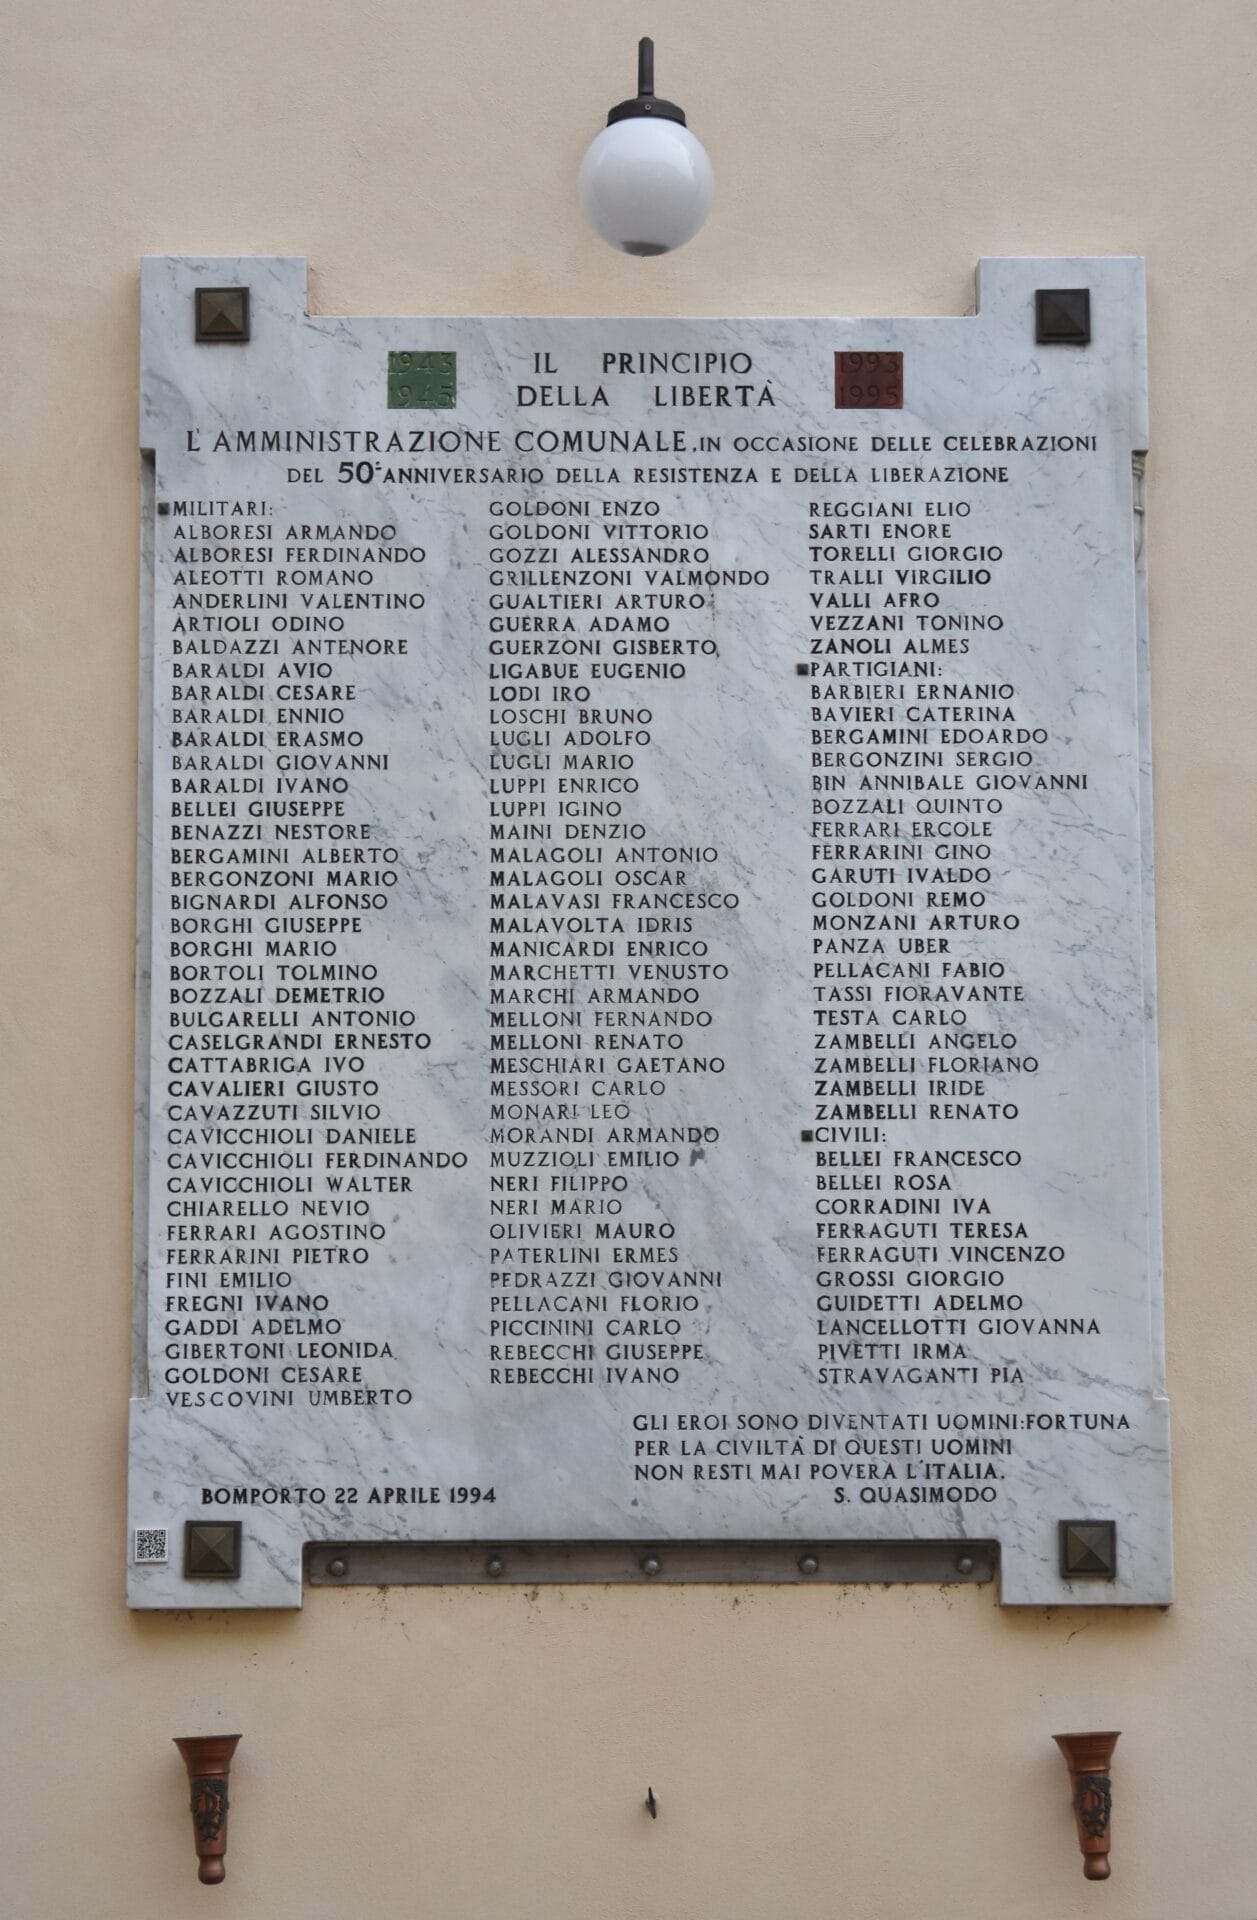 1943 IL PRINCIPIO 1993
1945 DELLA LIBERTÀ 1995
L'AMMINISTRAZIONE COMUNALE, IN OCCASIONE DELLE CELEBRAZIONI
DEL 50° ANNIVERSARIO DELLA RESISTENZA E DELLA LIBERAZIONE
MILITARI:
ALBORESI ARMANDO
ALBORESI FERDINANDO
ALEOTTI ROMANO
ANDERLINI VALENTINO
ARTIOLI ODINO
BALDAZZI ANTENORE
BARALDI AVIO
BARALDI CESARE
BARALDI ENNIO
BARALDI ERASMO
BARALDI GIOVANNI
BARALDI IVANO
BELLEI GIUSEPPE
BENAZZI NESTORE
BERGAMINI ALBERTO
BERGONZONI MARIO
BIGNARDI ALFONSO
BORGHI GIUSEPPE
BORGHI MARIO
BORTOLI TOLMINO
BOZZALI DEMETRIO
BULGARELLI ANTONIO
CASELGRANDI ERNESTO
CATTABRIGA IVO
CAVALIERI GIUSTO
CAVAZZUTI SILVIO
CAVICCHIOLI DANIELE
CAVICCHIOLI FERDINANDO
CAVICCHIOLI WALTER
CHIARELLO NEVIO
FERRARI AGOSTINO
FERRARINI PIETRO
FINI EMILIO
FREGNI IVANO
GADDI ADELMO
GIBERTONI LEONIDA
GOLDONI CESARE
VESCOVINI UMBERTO
GOLDONI ENZO
GOLDONI VITTORIO
GOZZI ALESSANDRO
GRILLENZONI VALMONDO
GUALTIERI ARTURO
GUERRA ADAMO
GUERZONI GISBERTO
LIGABUE EUGENIO
LODI IRO
LOSCHI BRUNO
LUGLI ADOLFO
LUGLI MARIO
LUPPI ENRICO
LUPPI IGINO
MAINI DENZIO
MALAGOLI ANTONIO
MALAGOLI OSCAR
MALAVASI FRANCESCO
MALAVOLTA IDRIS
MANICARDI ENRICO
MARCHETTI VENUSTO
MARCHI ARMANDO
MELLONI FERNANDO
MELLONI RENATO
MESCHIARI GAETANO
MESSORI CARLO
MONARI LEO
MORANDI ARMANDO
MUZZIOLI EMILIO
NERI FILIPPO
NERI MARIO
OLIVIERI MAURO
PATERLINI ERMES
PEDRAZZI GIOVANNI
PELLACANI FLORIO
PICCININI CARLO
REBECCHI GIUSEPPE
REBECCHI IVANO
REGGIANI ELIO
SARTI ENORE
TORELLI GIORGIO
TRALLI VIRGILIO
VALLI AFRO
VEZZANI TONINO
ZANOLI ALMES
PARTIGIANI:
BARBIERI ERNANIO
BAVIERI CATERINA
BERGAMINI EDOARDO
BERGONZINI SERGIO
BIN ANNIBALE GIOVANNI
BOZZALI QUINTO
FERRARI ERCOLE
FERRARINI GINO
GARUTI IVALDO
GOLDONI REMO
MONZANI ARTURO
PANZA UBER
PELLACANI FABIO
TASSI FIORAVANTE
TESTA CARLO
ZAMBELLI ANGELO
ZAMBELLI FLORIANO
ZAMBELLI IRIDE
ZAMBELLI RENATO
CIVILI:
BELLEI FRANCESCO
BELLEI ROSA
CORRADINI IVA
FERRAGUTI TERESA
FERRAGUTI VINCENZO
GROSSI GIORGIO
GUIDETTI ADELMO
LANCELLOTTI GIOVANNA
PIVETTI IRMA
STRAVAGANTI PIA
GLI EROI SONO DIVENTATI UOMINI: FORTUNA
PER LA CIVILTÀ DI QUESTI UOMINI
NON RESTI MAI POVERA L'ITALIA.
S. QUASIMODO
BOMPORTO 22 APRILE 1994